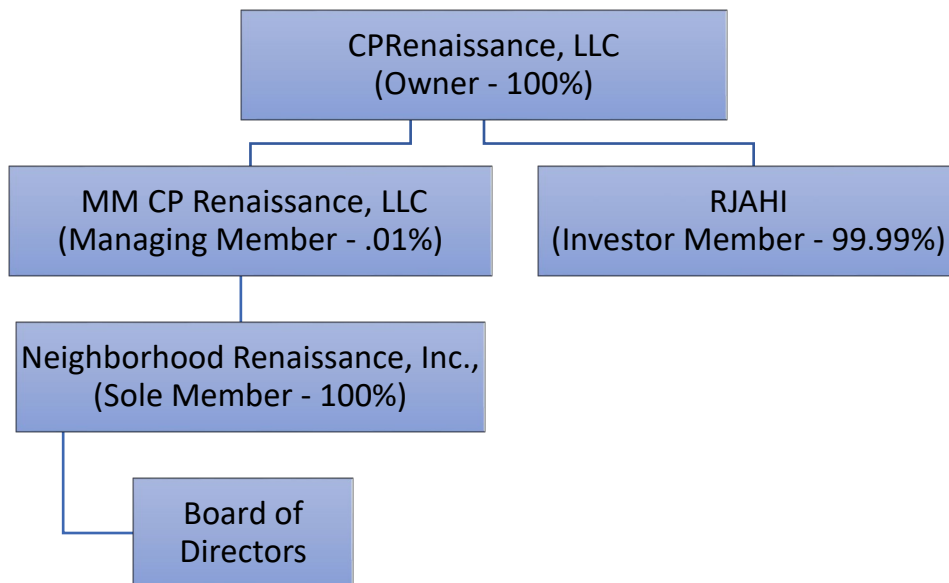 CPRenaissance, LLC
(Owner - 100%)
MM CP Renaissance, LLC
(Managing Member - .01%)
RJAHI
(Investor Member - 99.99%)
Neighborhood Renaissance, Inc.,
(Sole Member - 100%)
Board of
Directors